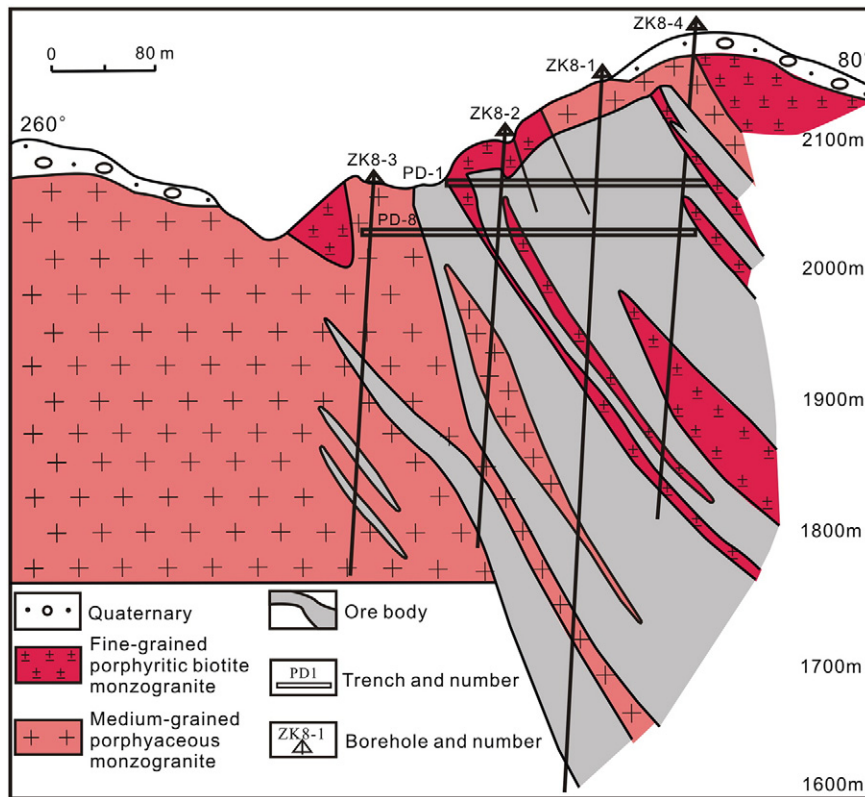 ZK8-4
0 80 m
80°
ZK8-1
ZK8-2
260°
2100m
ZK8-3
PD-1
PD-8
2000m
1900m
1800m
Quaternary
Ore body
Fine-grained
porphyritic biotite
monzogranite
PD1
Trench and number
1700m
Medium-grained
porphyaceous
monzogranite
ZK8-1
Borehole and number
1600m